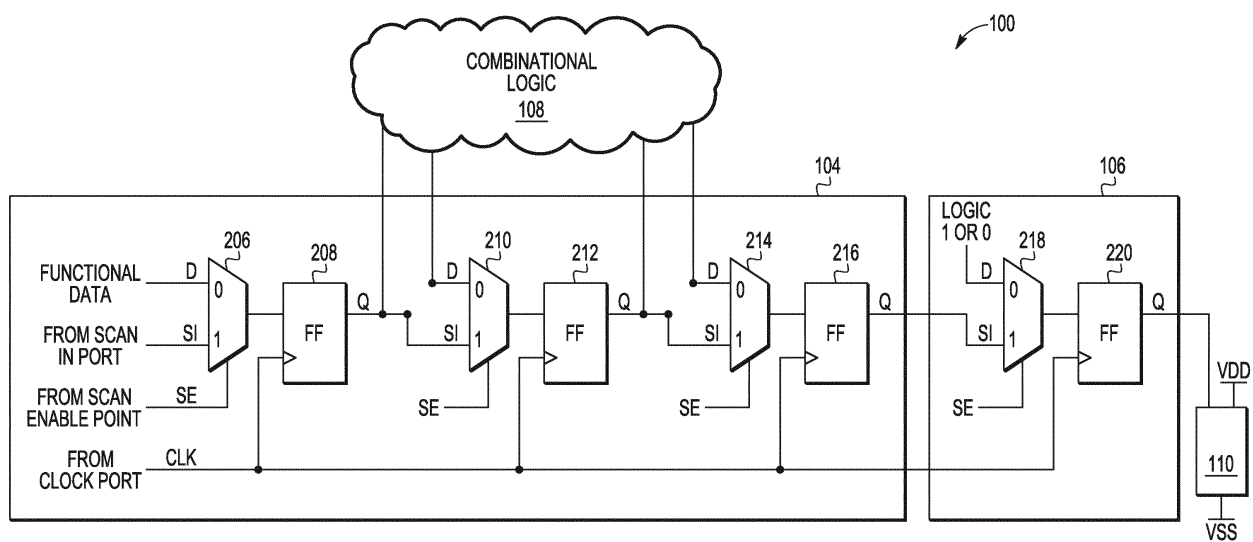 100
COMBINATIONAL
LOGIC
108
104
106
FUNCTIONAL
DATA
D
206
0
SI
1
FROM SCAN
IN PORT
FROM SCAN
ENABLE POINT
SE
FROM
CLOCK PORT
CLK
208
FF
Q
D
210
0
SI
1
SE
212
FF
Q
D
214
0
SI
1
SE
216
FF
Q
LOGIC
1 OR 0
D
218
0
SI
1
SE
220
FF
Q
VDD
110
VSS